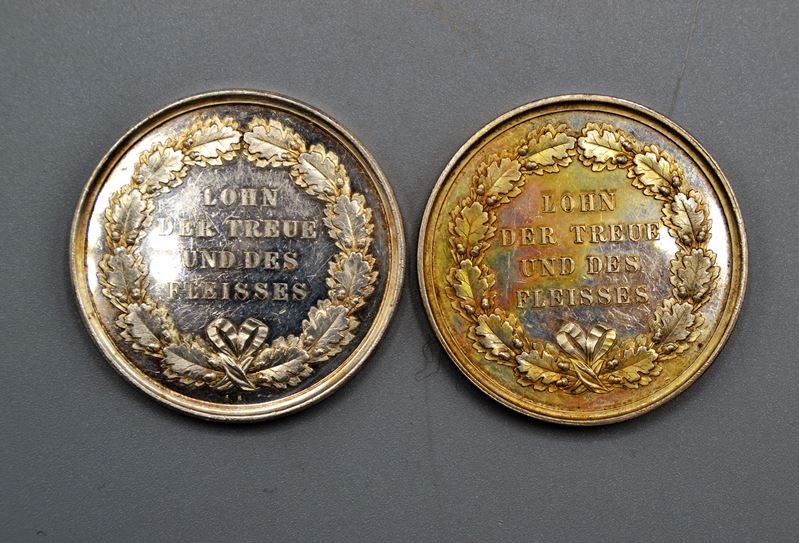 LOHN
DER TREUE
UND DES
FLEISSES
LOHN
DER TREUE
UND DES
FLEISSES